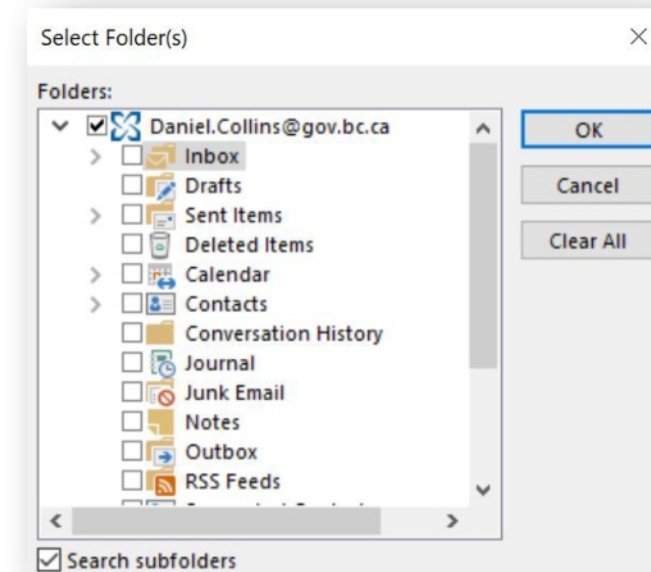 Select Folder(s)
Folders:
Daniel.Collins@gov.bc.ca
OK
Inbox
Drafts
Cancel
Sent Items
Deleted Items
Clear All
Calendar
Contacts
Conversation History
Journal
Junk Email
Notes
Outbox
RSS Feeds
Search subfolders